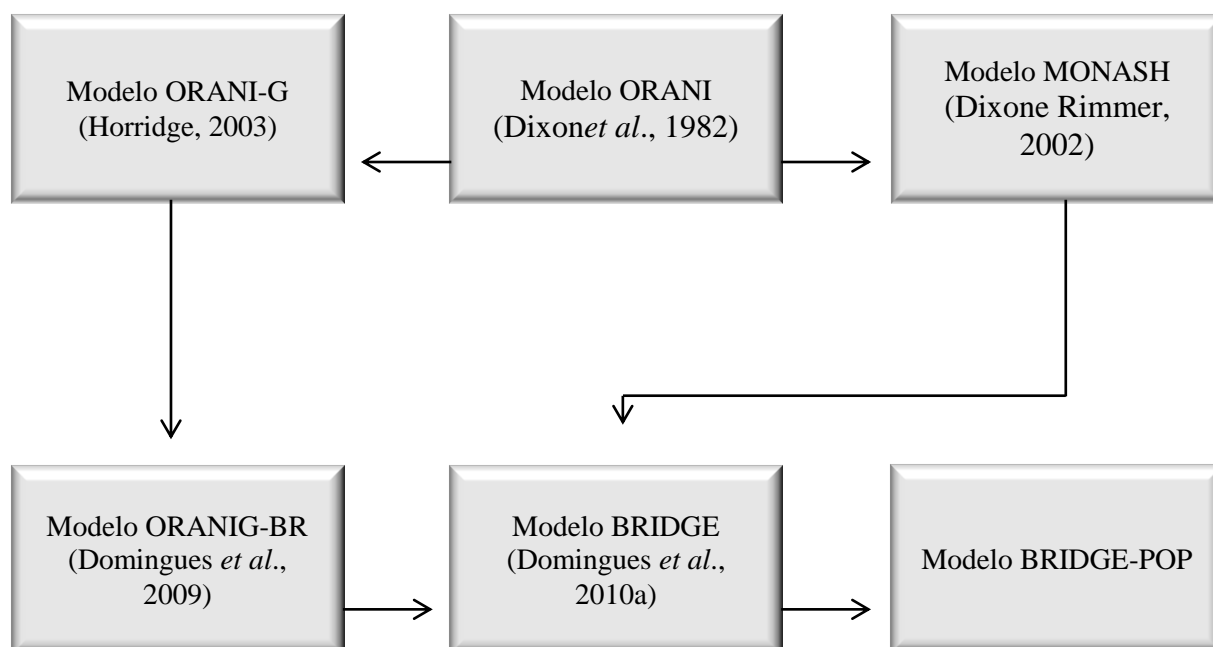 Modelo ORANI-G
(Horridge, 2003)
Modelo ORANI
(Dixonet al., 1982)
Modelo MONASH
(Dixone Rimmer,
2002)
Modelo ORANIG-BR
(Domingues et al.,
2009)
Modelo BRIDGE
(Domingues et al.,
2010a)
Modelo BRIDGE-POP